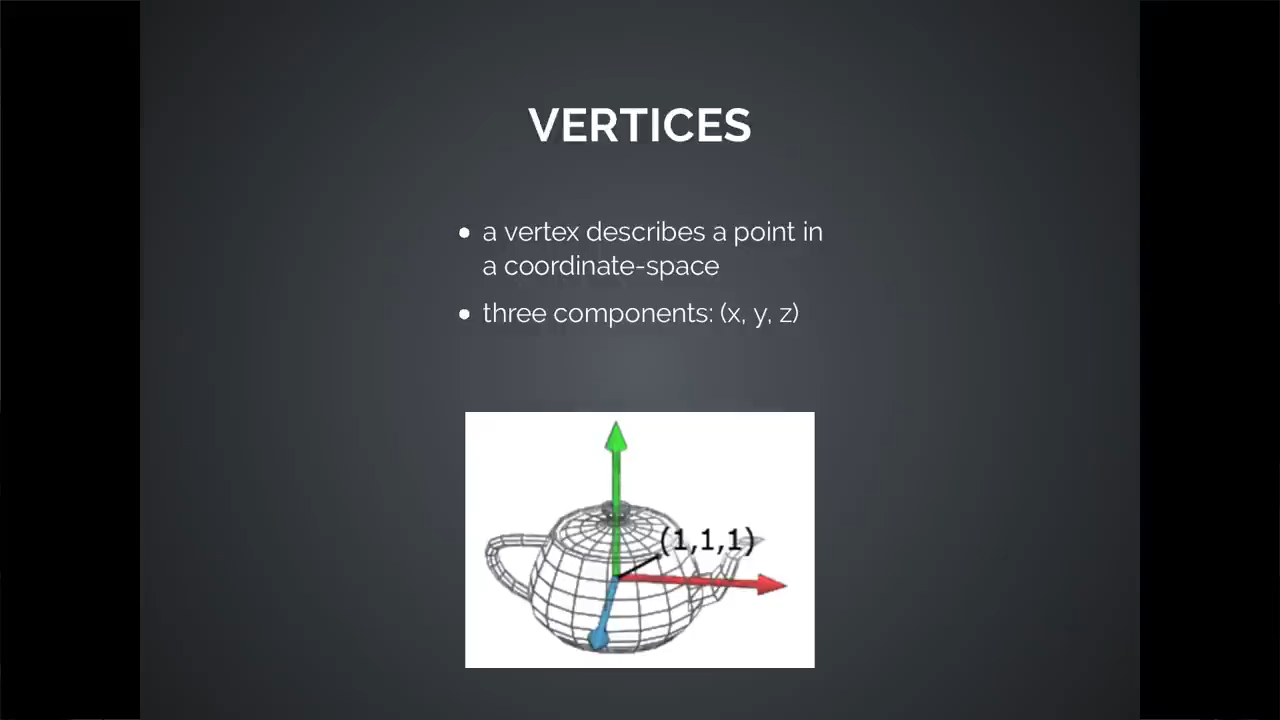 VERTICES
• a vertex describes a point in
a coordinate-space
• three components: (x, y, z)
(1,1,1)